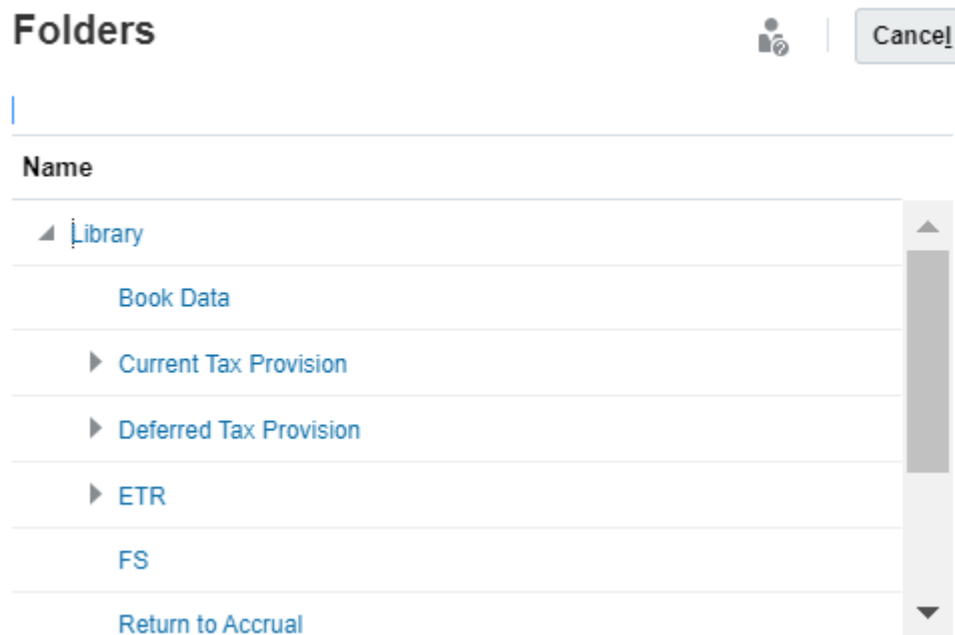 Folders
Cancel
Name
Library
Book Data
Current Tax Provision
Deferred Tax Provision
ETR
FS
Return to Accrual